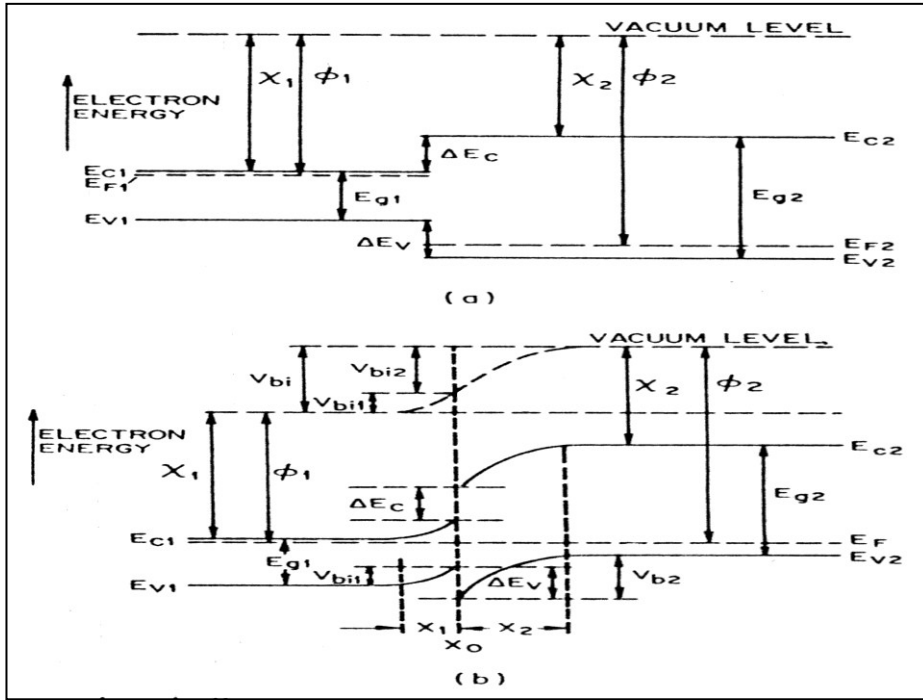 VACUUM LEVEL
χ1 ϕ1 χ2 ϕ2
ELECTRON
ENERGY
EC2
ΔEC
EC1
EF1
Eg1 Eg2
EV1
ΔEV
EF2
EV2
(a)
VACUUM LEVEL
Vbi2
Vbi
Vbi1
χ2 ϕ2
ELECTRON
ENERGY
χ1 ϕ1
EC2
ΔEC
Eg2
EC1
EF
Eg1
EV2
Vbi1
EV1
ΔEV Vb2
X1 X2
X0
(b)